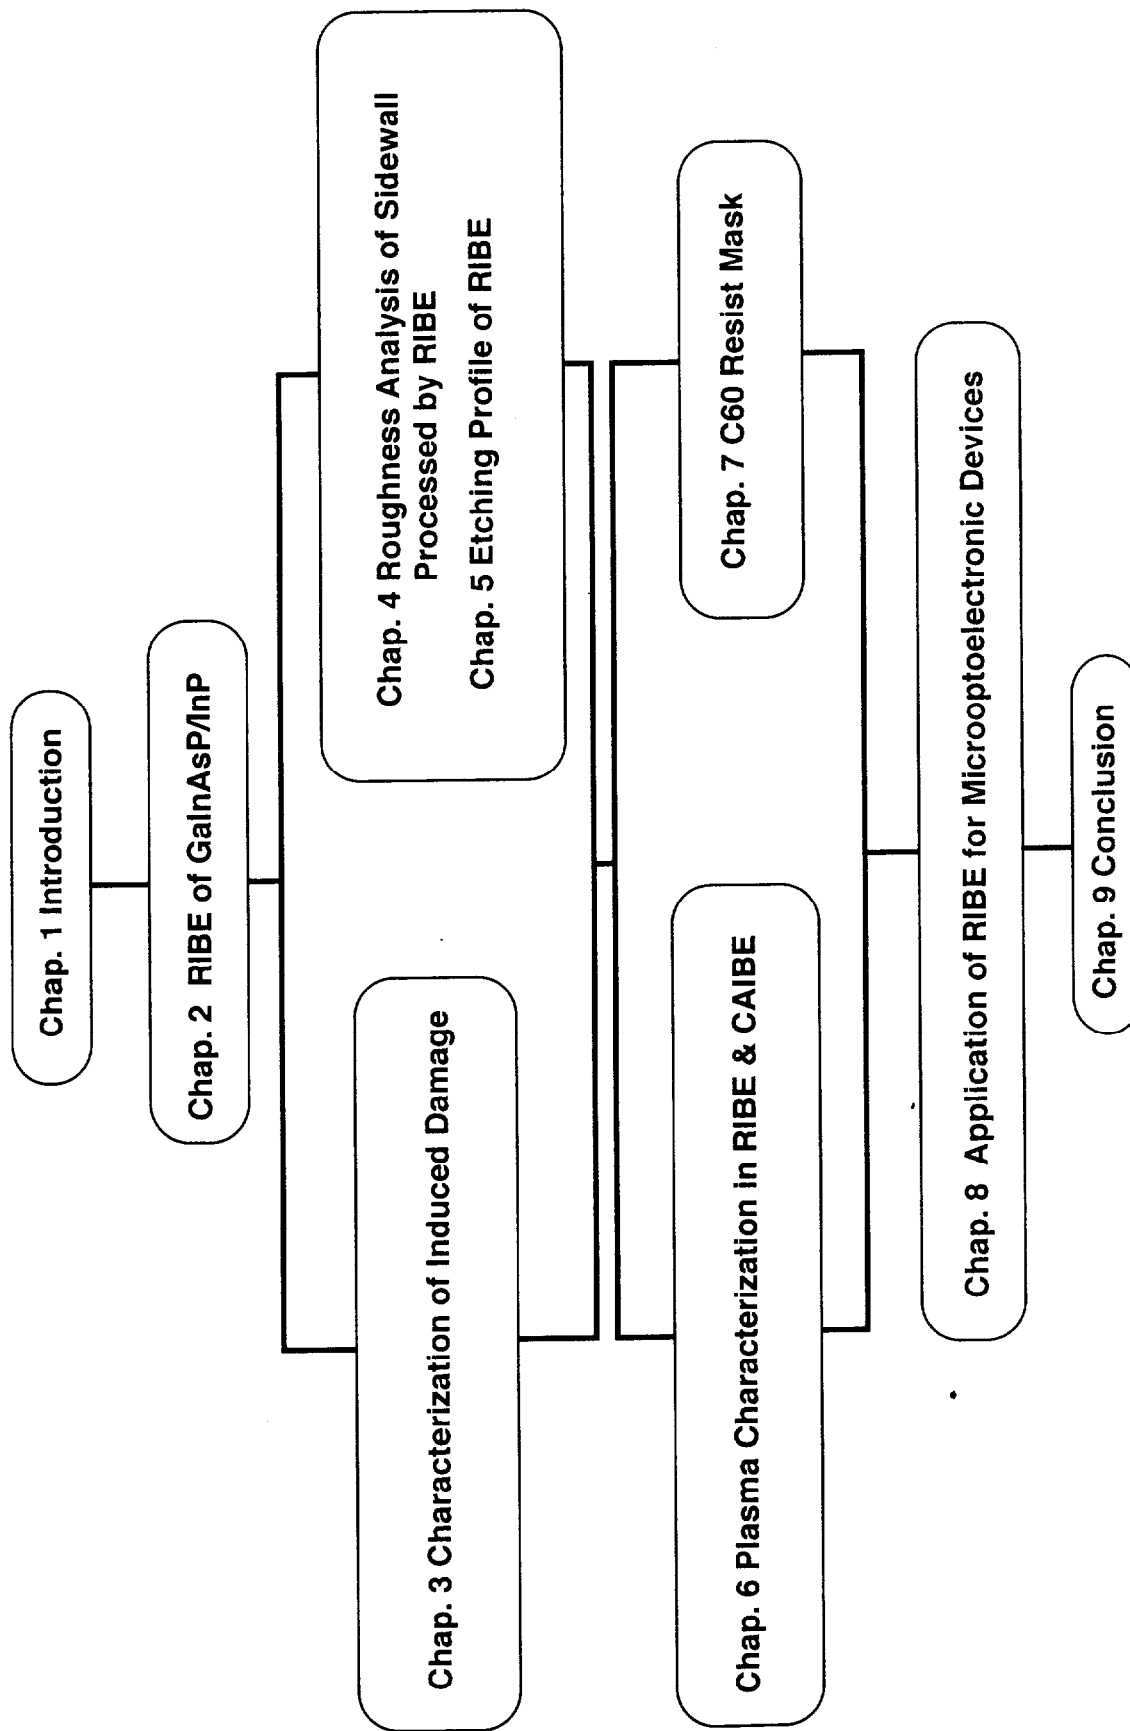 Chap. 1 Introduction
Chap. 2 RIBE of GaInAsP/InP
Chap. 3 Characterization of Induced Damage
Chap. 4 Roughness Analysis of Sidewall
Processed by RIBE
Chap. 5 Etching Profile of RIBE
Chap. 6 Plasma Characterization in RIBE & CAIBE
Chap. 7 C60 Resist Mask
Chap. 8 Application of RIBE for Microoptoelectronic Devices
Chap. 9 Conclusion